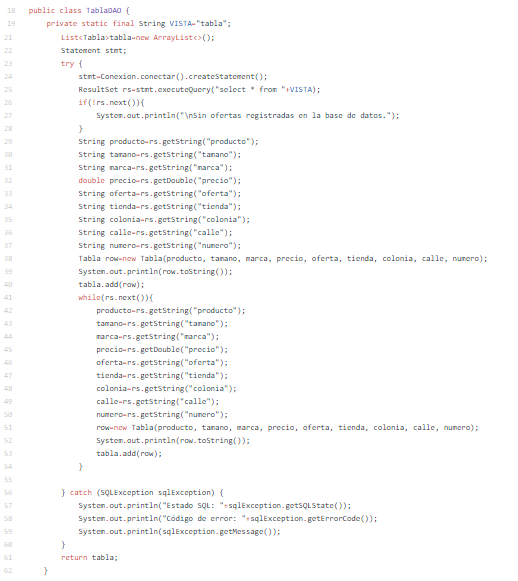 18 public class TablaDAO {
19 private static final String VISTA="tabla";
21 List<Tabla>tabla=new ArrayList<>();
22 Statement stmt;
23 try {
24 stmt=Conexion.conectar().createStatement();
25 ResultSet rs=stmt.executeQuery("select * from "+VISTA);
26 if(!rs.next()){
27 System.out.println("\nSin ofertas registradas en la base de datos.");
28 }
29 String producto=rs.getString("producto");
30 String tamano=rs.getString("tamano");
31 String marca=rs.getString("marca");
32 double precio=rs.getDouble("precio");
33 String oferta=rs.getString("oferta");
34 String tienda=rs.getString("tienda");
35 String colonia=rs.getString("colonia");
36 String calle=rs.getString("calle");
37 String numero=rs.getString("numero");
38 Tabla row=new Tabla(producto, tamano, marca, precio, oferta, tienda, colonia, calle, numero);
39 System.out.println(row.toString());
40 tabla.add(row);
41 while(rs.next()){
42 producto=rs.getString("producto");
43 tamano=rs.getString("tamano");
44 marca=rs.getString("marca");
45 precio=rs.getDouble("precio");
46 oferta=rs.getString("oferta");
47 tienda=rs.getString("tienda");
48 colonia=rs.getString("colonia");
49 calle=rs.getString("calle");
50 numero=rs.getString("numero");
51 row=new Tabla(producto, tamano, marca, precio, oferta, tienda, colonia, calle, numero);
52 System.out.println(row.toString());
53 tabla.add(row);
54 }
55
56 } catch (SQLException sqlException) {
57 System.out.println("Estado SQL: "+sqlException.getSQLState());
58 System.out.println("Código de error: "+sqlException.getErrorCode());
59 System.out.println(sqlException.getMessage());
60 }
61 return tabla;
62 }